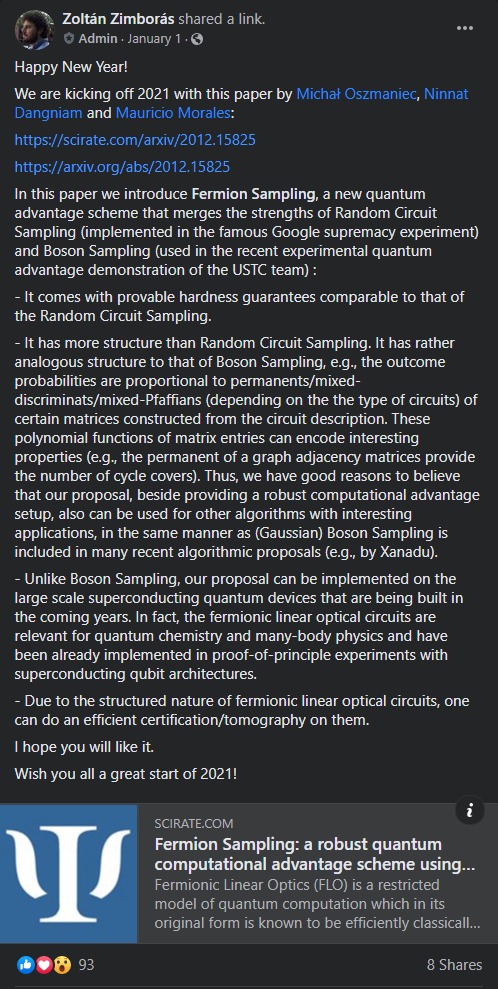 Zoltán Zimborás shared a link.
Admin · January 1 ·
Happy New Year!
We are kicking off 2021 with this paper by Michał Oszmaniec, Ninnat
Dangniam and Mauricio Morales:
https://scirate.com/arxiv/2012.15825
https://arxiv.org/abs/2012.15825
In this paper we introduce Fermion Sampling, a new quantum
advantage scheme that merges the strengths of Random Circuit
Sampling (implemented in the famous Google supremacy experiment)
and Boson Sampling (used in the recent experimental quantum
advantage demonstration of the USTC team) :
- It comes with provable hardness guarantees comparable to that of
the Random Circuit Sampling.
- It has more structure than Random Circuit Sampling. It has rather
analogous structure to that of Boson Sampling, e.g., the outcome
probabilities are proportional to permanents/mixed-
discriminats/mixed-Pfaffians (depending on the the type of circuits) of
certain matrices constructed from the circuit description. These
polynomial functions of matrix entries can encode interesting
properties (e.g., the permanent of a graph adjacency matrices provide
the number of cycle covers). Thus, we have good reasons to believe
that our proposal, beside providing a robust computational advantage
setup, also can be used for other algorithms with interesting
applications, in the same manner as (Gaussian) Boson Sampling is
included in many recent algorithmic proposals (e.g., by Xanadu).
- Unlike Boson Sampling, our proposal can be implemented on the
large scale superconducting quantum devices that are being built in
the coming years. In fact, the fermionic linear optical circuits are
relevant for quantum chemistry and many-body physics and have
been already implemented in proof-of-principle experiments with
superconducting qubit architectures.
- Due to the structured nature of fermionic linear optical circuits, one
can do an efficient certification/tomography on them.
I hope you will like it.
Wish you all a great start of 2021!
SCIRATE.COM
Fermion Sampling: a robust quantum
computational advantage scheme using...
Fermionic Linear Optics (FLO) is a restricted
model of quantum computation which in its
original form is known to be efficiently classicall...
93
8 Shares